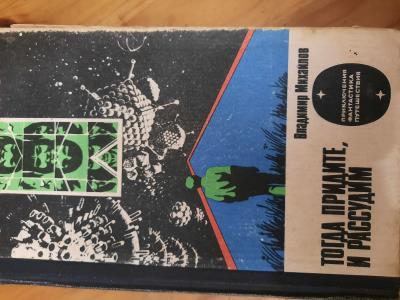 Владимир Михайлов
ПРИКЛЮЧЕНИЯ
ФАНТАСТИКА
ПУТЕШЕСТВИЯ
ТОГДА ПРИДИТЕ,
И РАССУДИМ